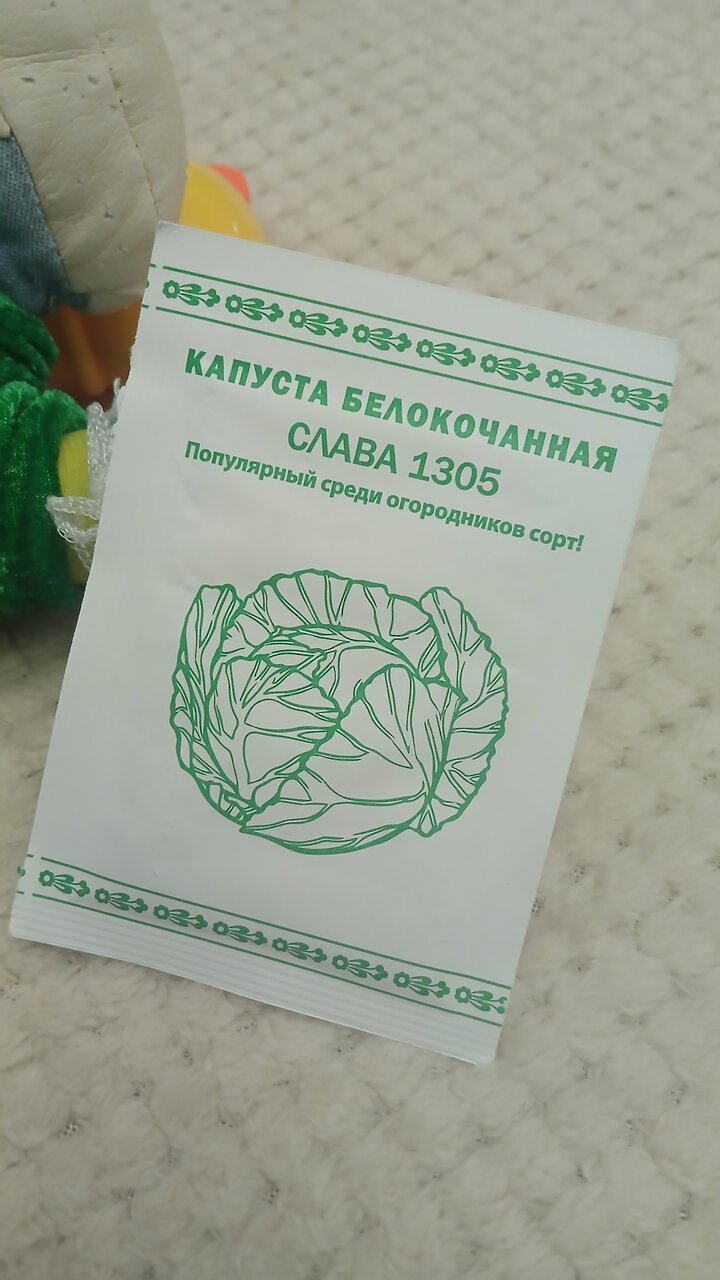 КАПУСТА БЕЛОКОЧАННАЯ
СЛАВА 1305
Популярный среди огородников сорт!